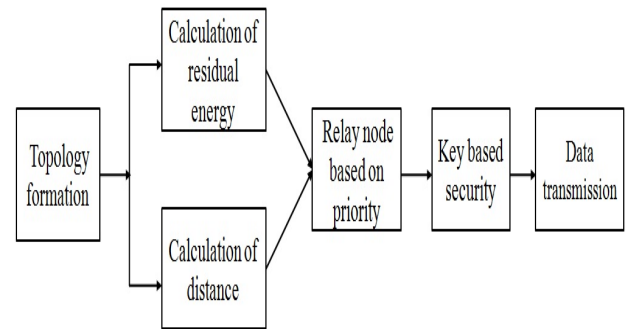 Topology
formation
Calculation of
residual
energy
Calculation of
distance
Relay node
based on
priority
Key based
security
Data
transmission